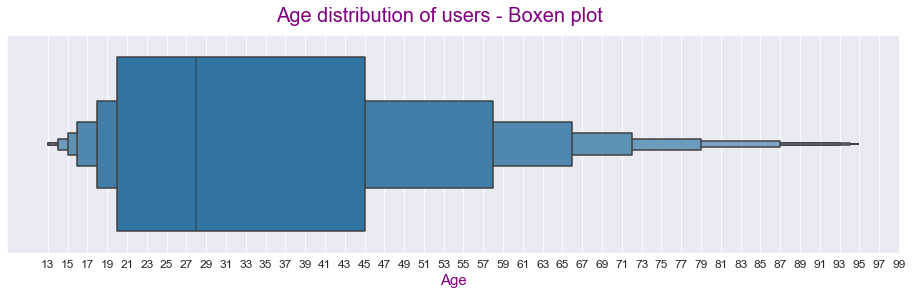 Age distribution of users - Boxen plot
13 15 17 19 21 23 25 27 29 31 33 35 37 39 41 43 45 47 49 51 53 55 57 59 61 63 65 67 69 71 73 75 77 79 81 83 85 87 89 91 93 95 97 99
Age